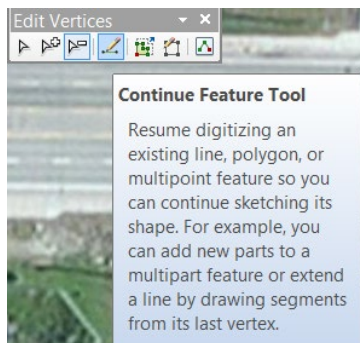 Edit Vertices
Continue Feature Tool
Resume digitizing an
existing line, polygon, or
multipoint feature so you
can continue sketching its
shape. For example, you
can add new parts to a
multipart feature or extend
a line by drawing segments
from its last vertex.